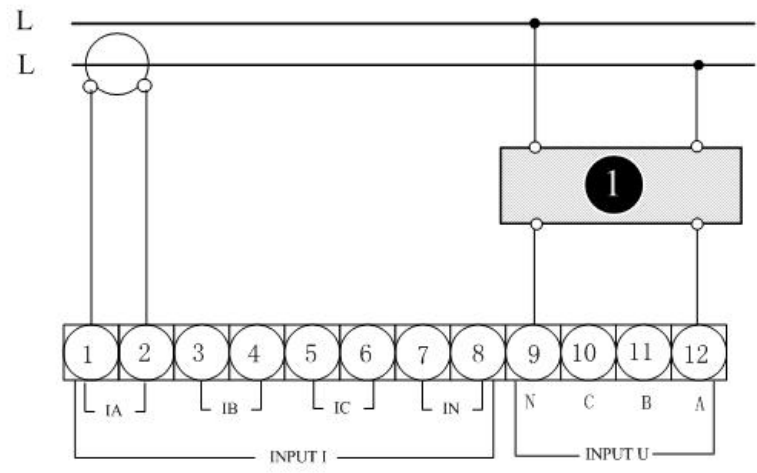 L
L
1
1 2 3 4 5 6 7 8 9 10 11 12
IA IB IC IN N C B A
INPUT I INPUT U